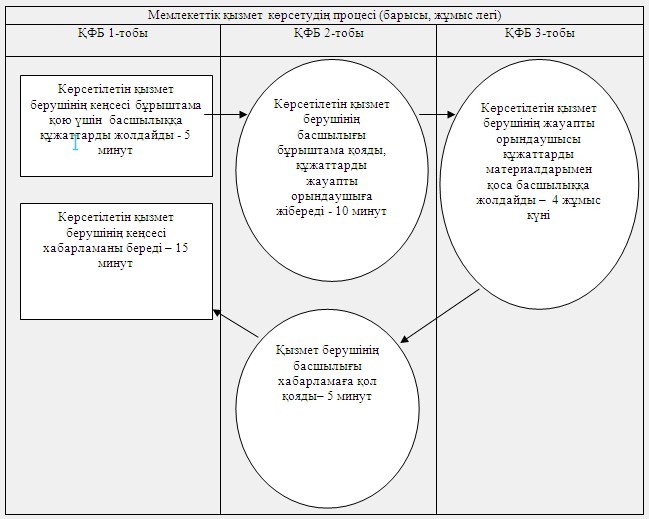 Мемлекеттік қызмет көрсетудің процесі (барысы, жұмыс легі)
ҚФБ 1-тобы
ҚФБ 2-тобы
ҚФБ 3-тобы
Көрсетілетін қызмет
берушінің кеңсесі бұрыштама
қою үшін басшылыққа
құжаттарды жолдайды - 5
минут
Көрсетілетін қызмет
берушінің
басшылығы
бұрыштама қояды,
құжаттарды
жауапты
орындаушыға
жібереді - 10 минут
Көрсетілетін қызмет
берушінің жауапты
орындаушысы
құжаттарды
материалдарымен
қоса басшылыққа
жолдайды – 4 жұмыс
күні
Көрсетілетін қызмет
берушінің кеңсесі
хабарламаны береді – 15
минут
Қызмет берушінің
басшылығы
хабарламаға қол
қояды– 5 минут